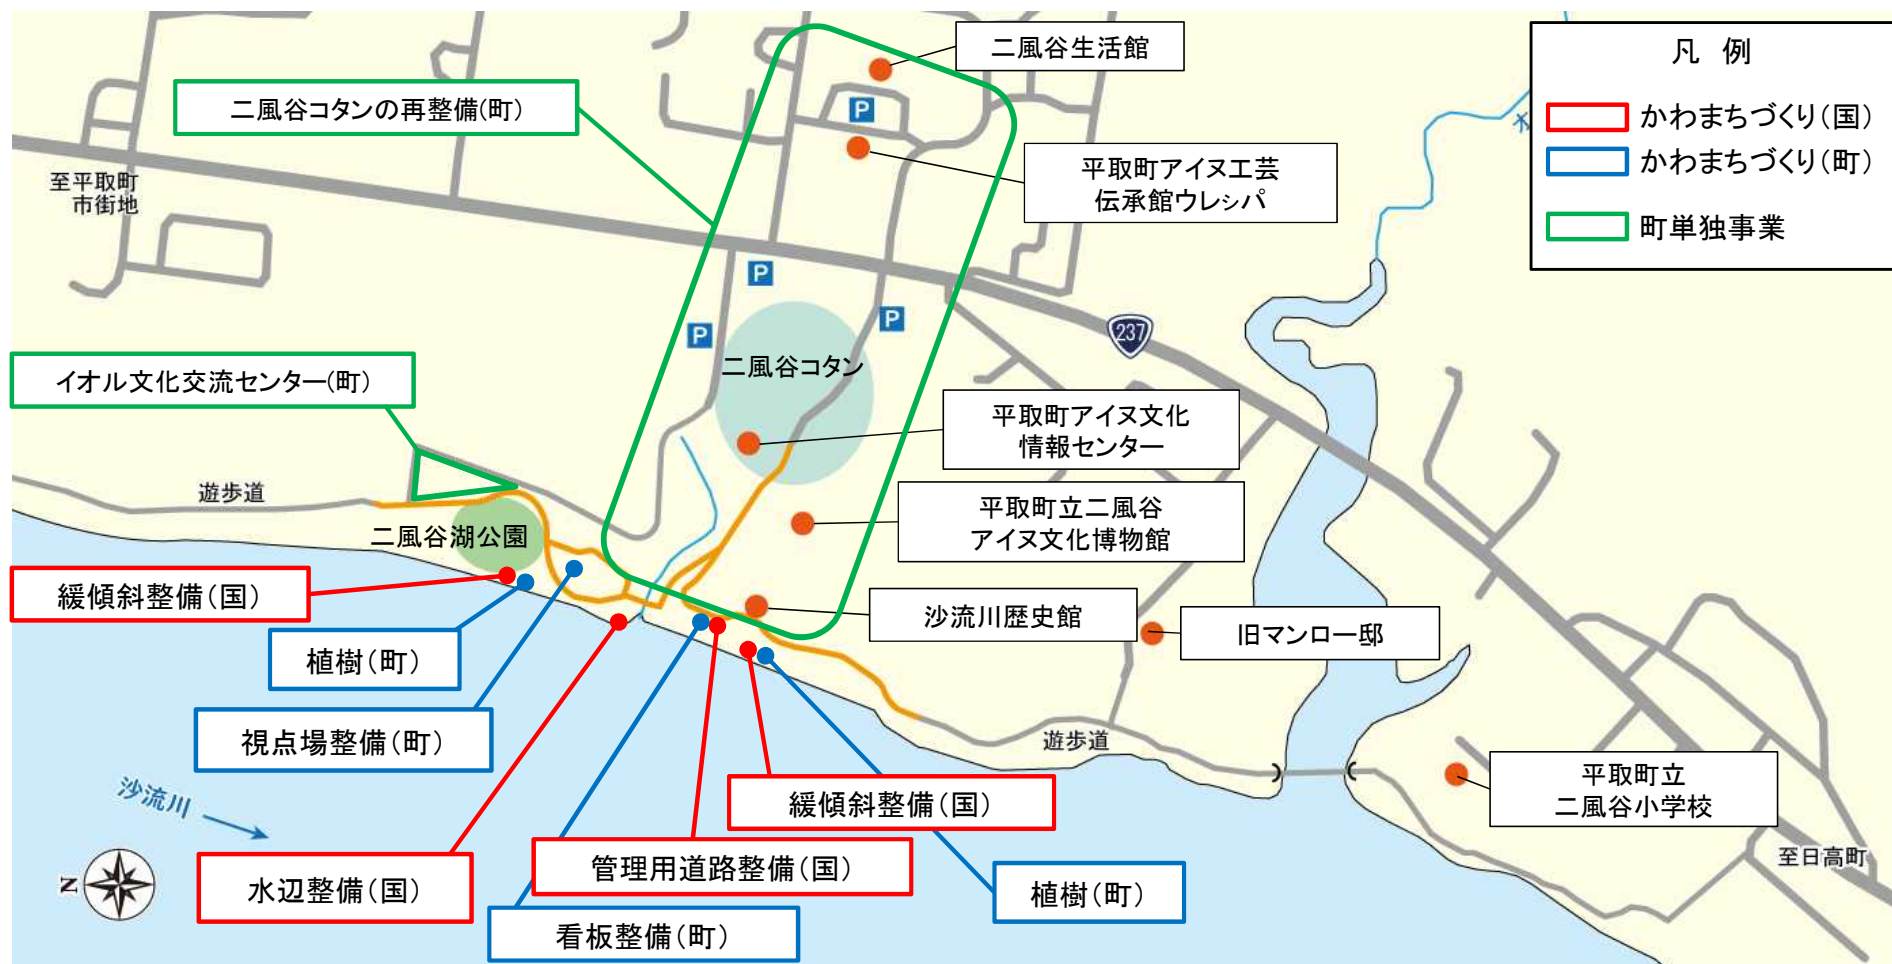 二風谷生活館
凡 例
かわまちづくり(国)
かわまちづくり(町)
町単独事業
二風谷コタンの再整備(町)
P
平取町アイヌ工芸
伝承館ウレㇱパ
至平取町
市街地
P
P
P
237
二風谷コタン
イオル文化交流センター(町)
平取町アイヌ文化
情報センター
遊歩道
平取町立二風谷
アイヌ文化博物館
二風谷湖公園
緩傾斜整備(国)
沙流川歴史館
旧マンロー邸
植樹(町)
視点場整備(町)
遊歩道
沙流川
緩傾斜整備(国)
平取町立
二風谷小学校
管理用道路整備(国)
至日高町
N
水辺整備(国)
植樹(町)
看板整備(町)